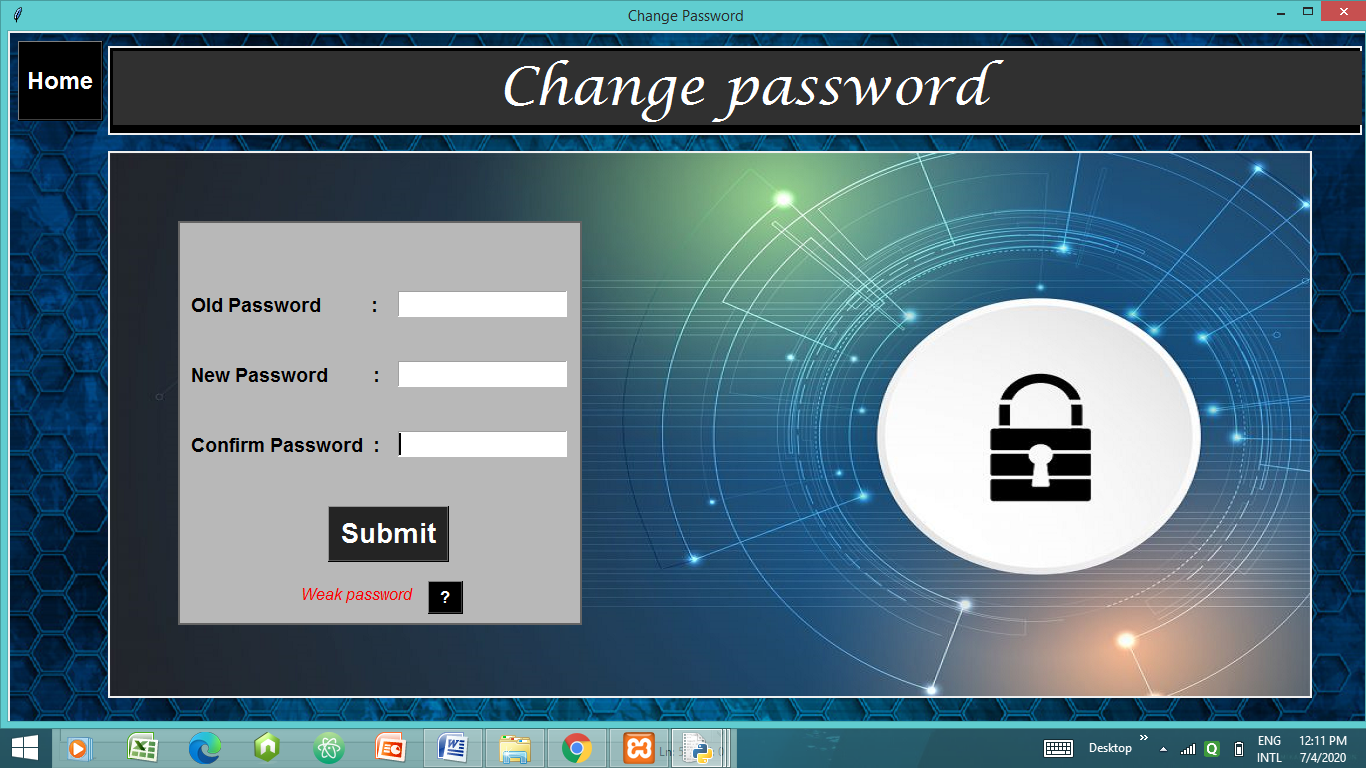 Change Password
Home
Change password
Old Password :
New Password :
Confirm Password :
Submit
Weak password ?
Desktop
ENG
INTL
12:11 PM
7/4/2020